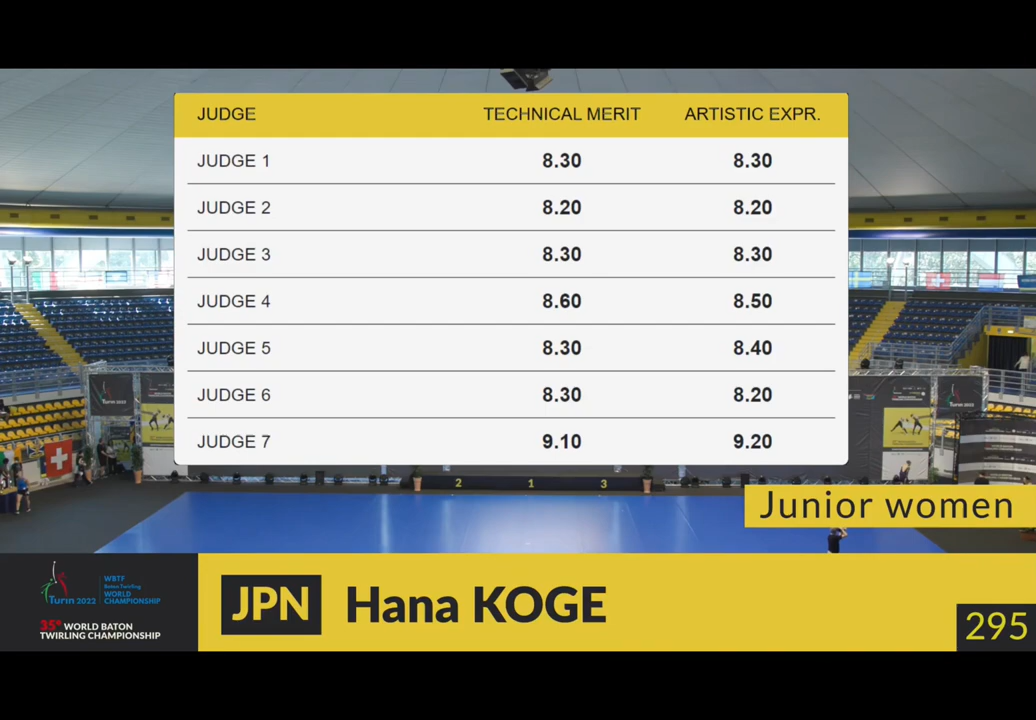 JUDGE TECHNICAL MERIT ARTISTIC EXPR.
JUDGE 1 8.30 8.30
JUDGE 2 8.20 8.20
JUDGE 3 8.30 8.30
JUDGE 4 8.60 8.50
JUDGE 5 8.30 8.40
JUDGE 6 8.30 8.20
JUDGE 7 9.10 9.20
2 1 3
Junior women
Turin 2022
WBTF
Baton Twirling
WORLD
CHAMPIONSHIP
35° WORLD BATON
TWIRLING CHAMPIONSHIP
JPN Hana KOGE
295